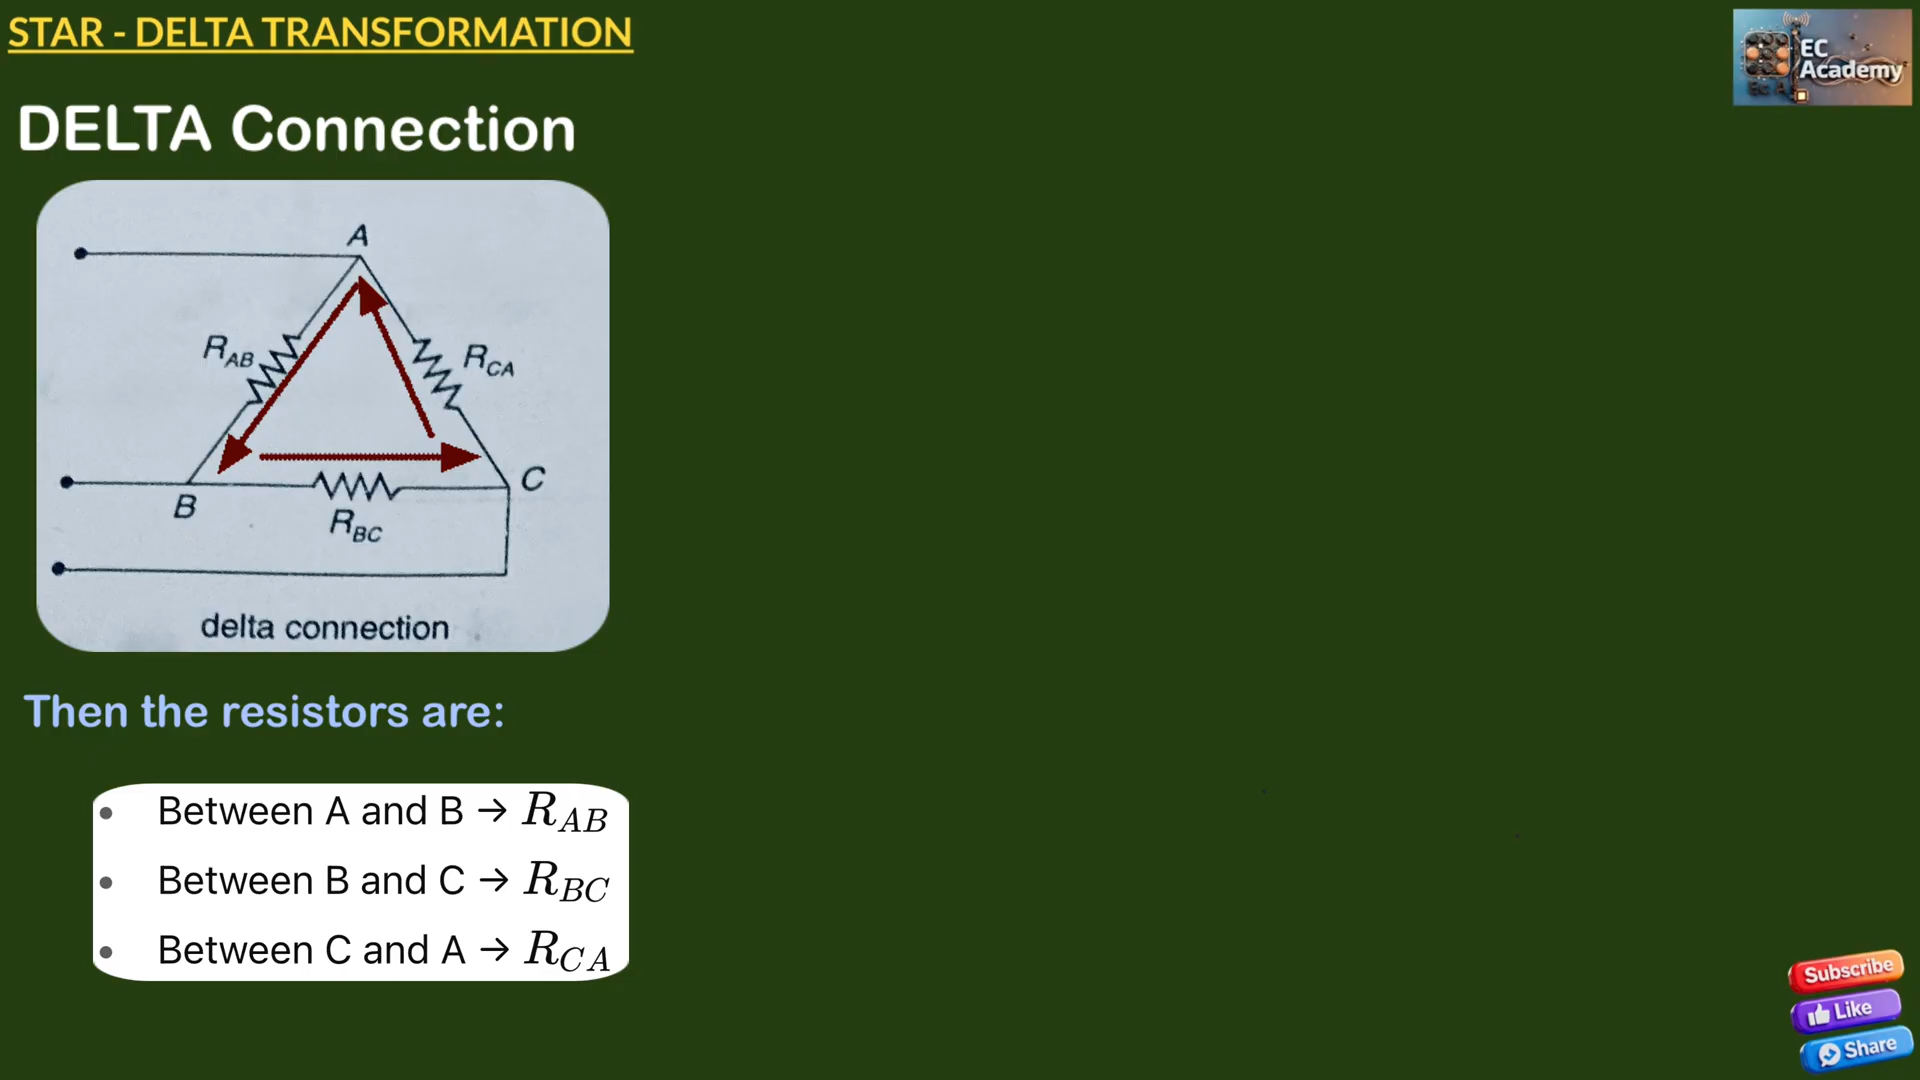 STAR - DELTA TRANSFORMATION
EC
Academy
DELTA Connection
A
R_AB
R_CA
B
C
R_BC
delta connection
Then the resistors are:
• Between A and B → R_AB
• Between B and C → R_BC
• Between C and A → R_CA
Subscribe
Like
Share